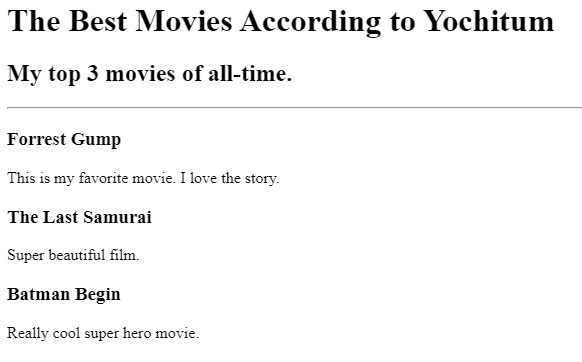 The Best Movies According to Yochitum
My top 3 movies of all-time.
Forrest Gump
This is my favorite movie. I love the story.
The Last Samurai
Super beautiful film.
Batman Begin
Really cool super hero movie.